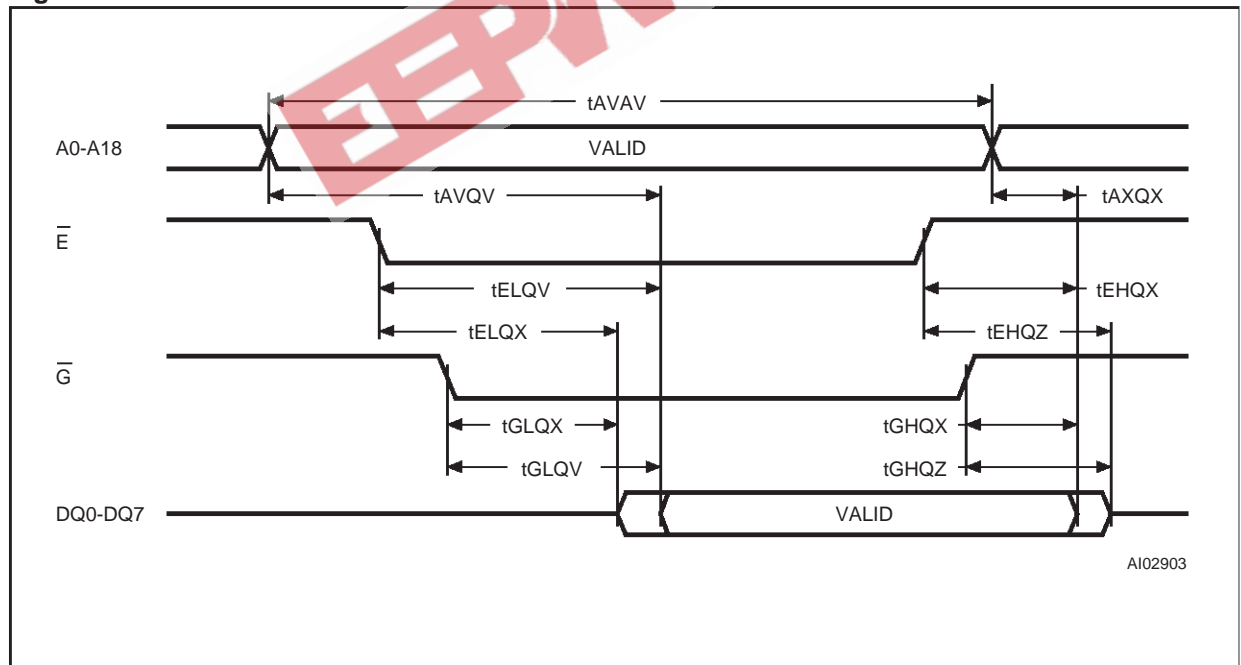 tAVAV
A0-A18
VALID
tAVQV
tAXQX
E
tELQV
tEHQX
tELQX
tEHQZ
G
tGLQX
tGHQX
tGLQV
tGHQZ
DQ0-DQ7
VALID
AI02903